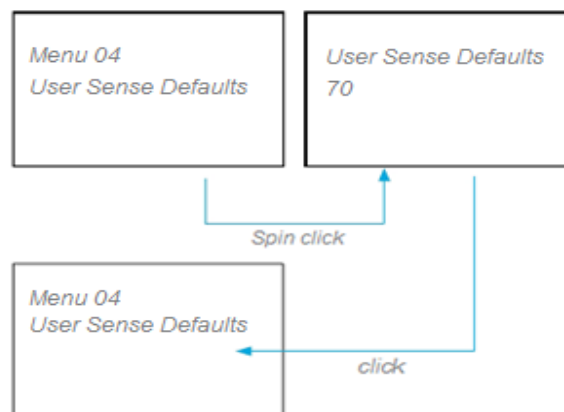 Menu 04
User Sense Defaults
User Sense Defaults
70
Spin click
Menu 04
User Sense Defaults
click